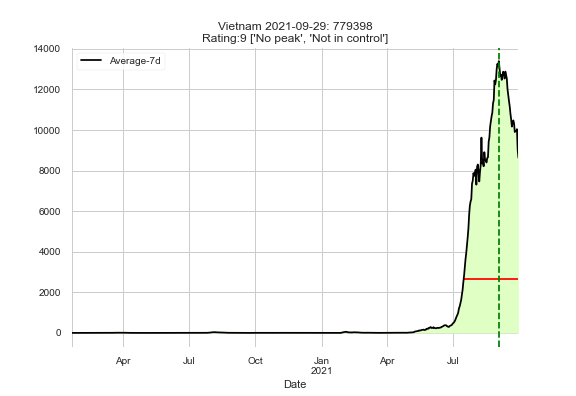 Vietnam 2021-09-29: 779398
Rating:9 ['No peak', 'Not in control']
Average-7d
14000
12000
10000
8000
6000
4000
2000
0
Apr Jul Oct Jan Apr Jul
2021
Date